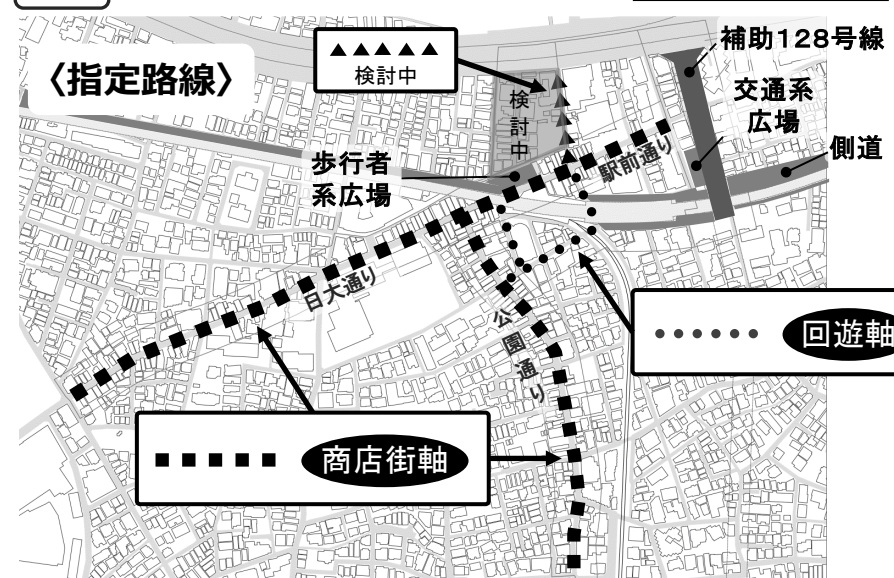 〈指定路線〉
▲▲▲▲▲
検討中
検討中
補助128号線
交通系
広場
側道
歩行者
系広場
駅前通り
日大通り
公園通り
回遊軸
商店街軸